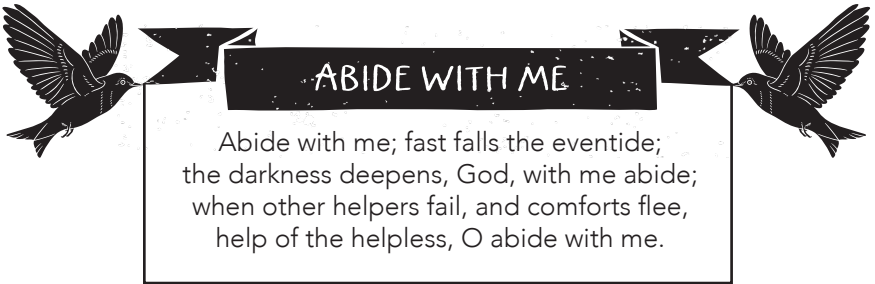 ABIDE WITH ME
Abide with me; fast falls the eventide;
the darkness deepens, God, with me abide;
when other helpers fail, and comforts flee,
help of the helpless, O abide with me.